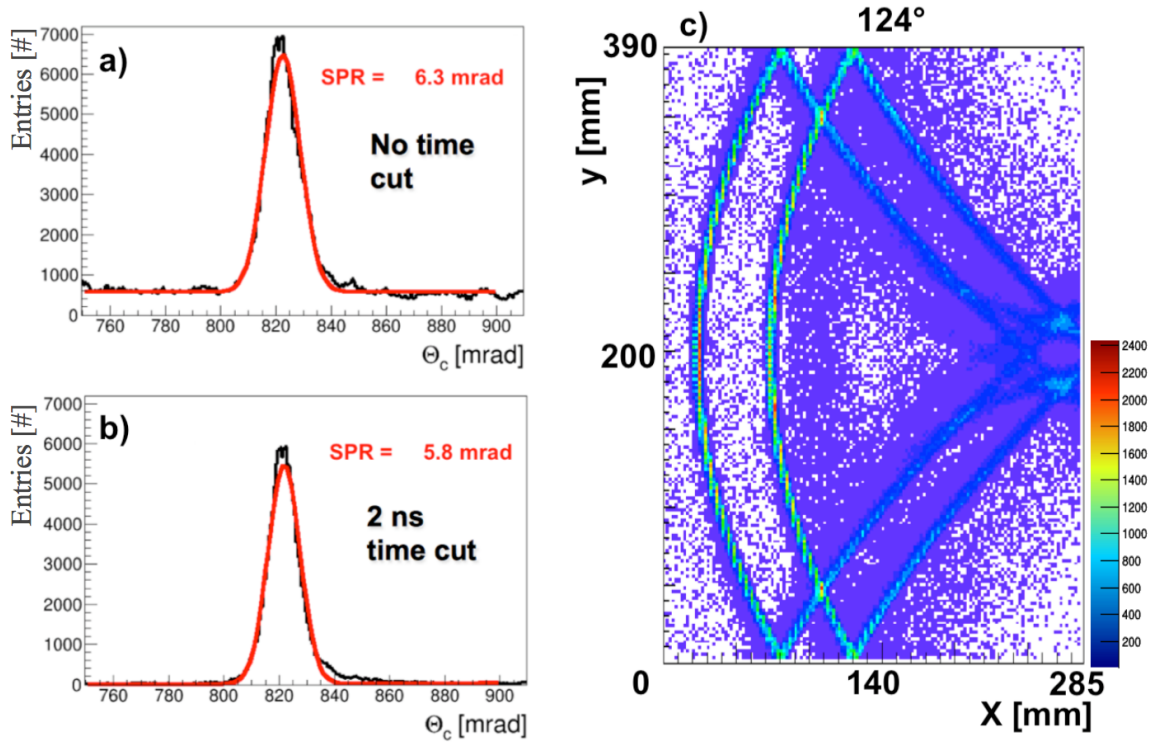 a)
Entries [#]
7000
6000
5000
4000
3000
2000
1000
0
SPR = 6.3 mrad
No time
cut
760 780 800 820 840 860 880 900
Θc [mrad]
b)
Entries [#]
7000
6000
5000
4000
3000
2000
1000
0
SPR = 5.8 mrad
2 ns
time cut
760 780 800 820 840 860 880 900
Θc [mrad]
c)
124°
390
y [mm]
200
0
140
285
X [mm]
2400
2200
2000
1800
1600
1400
1200
1000
800
600
400
200